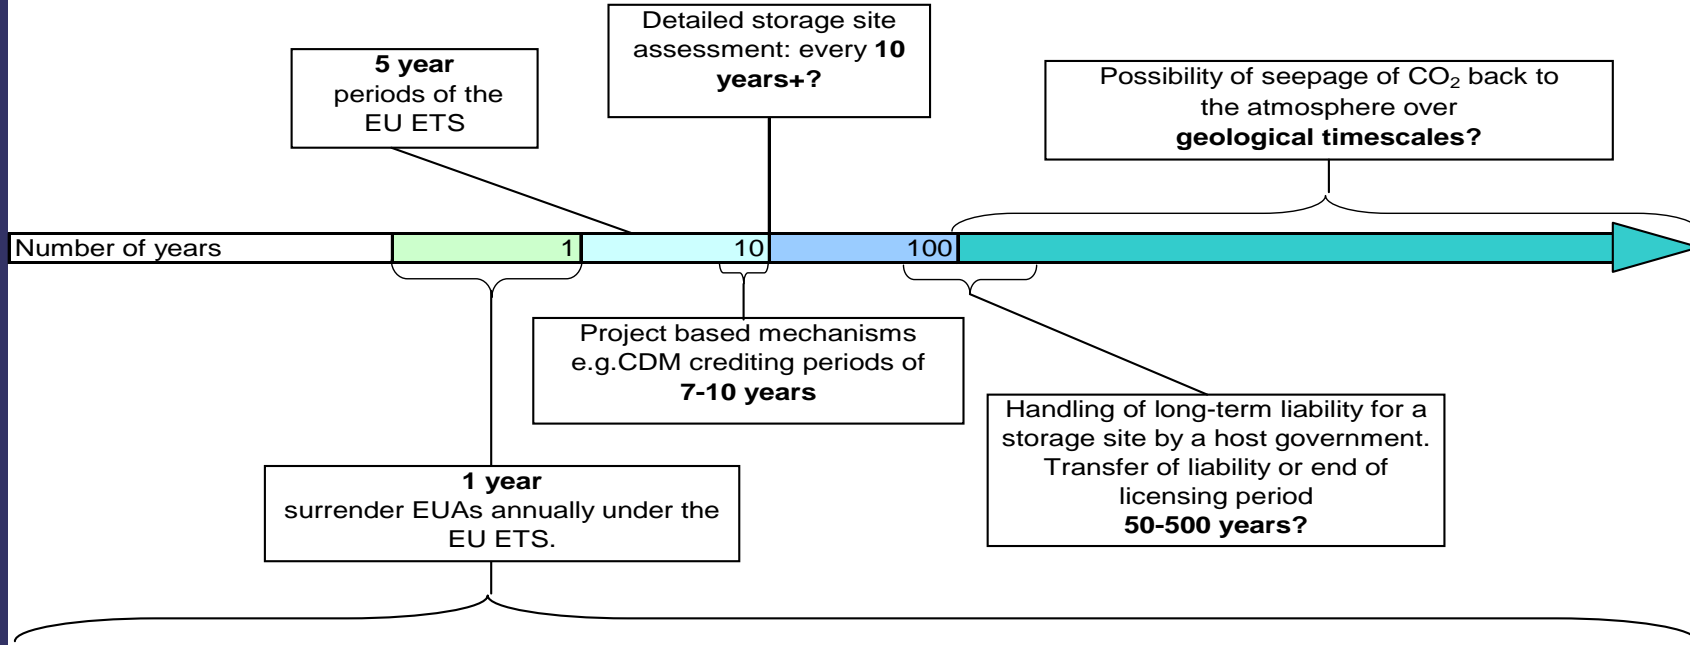 Detailed storage site
assessment: every 10
years+?
5 year
periods of the
EU ETS
Possibility of seepage of CO₂ back to
the atmosphere over
geological timescales?
Number of years
1
10
100
Project based mechanisms
e.g.CDM crediting periods of
7-10 years
Handling of long-term liability for a
storage site by a host government.
Transfer of liability or end of
licensing period
50-500 years?
1 year
surrender EUAs annually under the
EU ETS.